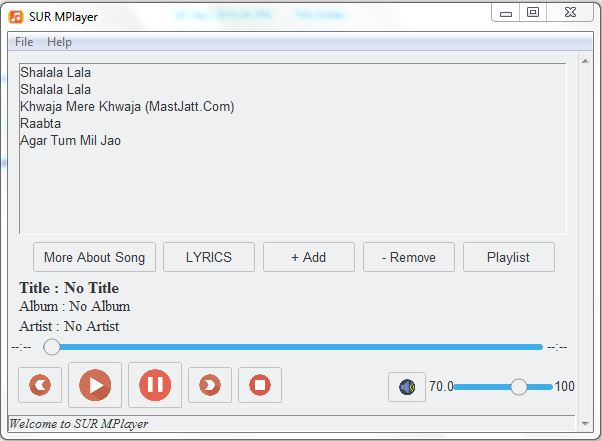 SUR MPlayer
File Help
Shalala Lala
Shalala Lala
Khwaja Mere Khwaja (MastJatt.Com)
Raabta
Agar Tum Mil Jao
More About Song LYRICS + Add - Remove Playlist
Title : No Title
Album : No Album
Artist : No Artist
--:-- --:--
70.0 100
Welcome to SUR MPlayer